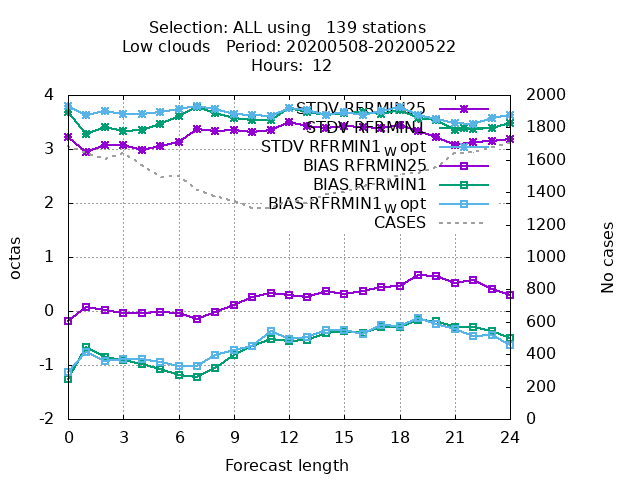 Selection: ALL using   139 stations
Low clouds   Period: 20200508-20200522
Hours: 12
STDV RFRMIN25
STDV RFRMIN1
STDV RFRMIN1_W opt
BIAS RFRMIN25
BIAS RFRMIN1
BIAS RFRMIN1_W opt
CASES
octas
4
3
2
1
0
-1
-2
2000
1800
1600
1400
1200
1000
800
600
400
200
0
No cases
0 3 6 9 12 15 18 21 24
Forecast length